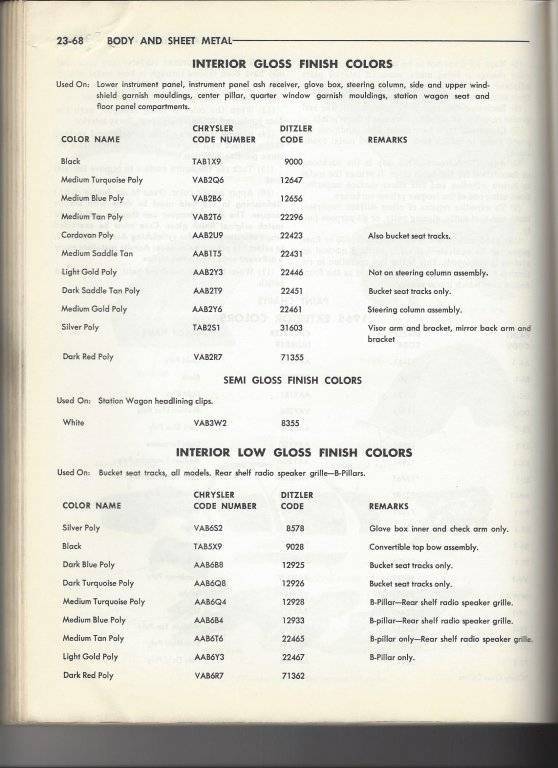 23-68 BODY AND SHEET METAL
INTERIOR GLOSS FINISH COLORS
Used On: Lower instrument panel, instrument panel ash receiver, glove box, steering column, side and upper wind-
shield garnish mouldings, center pillar, quarter window garnish mouldings, station wagon seat and
floor panel compartments.
CHRYSLER DITZLER
COLOR NAME CODE NUMBER CODE REMARKS
Black TAB1X9 9000
Medium Turquoise Poly VAB2Q6 12647
Medium Blue Poly VAB2B6 12656
Medium Tan Poly VAB2T6 22296
Cordovan Poly AAB2U9 22423 Also bucket seat tracks.
Medium Saddle Tan AAB1T5 22431
Light Gold Poly AAB2Y3 22446 Not on steering column assembly.
Dark Saddle Tan Poly AAB2T9 22451 Bucket seat tracks only.
Medium Gold Poly AAB2Y6 22461 Steering column assembly.
Silver Poly TAB2S1 31603 Visor arm and bracket, mirror back arm and
bracket
Dark Red Poly VAB2R7 71355
SEMI GLOSS FINISH COLORS
Used On: Station Wagon headlining clips.
White VAB3W2 8355
INTERIOR LOW GLOSS FINISH COLORS
Used On: Bucket seat tracks, all models. Rear shelf radio speaker grille—B-Pillars.
CHRYSLER DITZLER
COLOR NAME CODE NUMBER CODE REMARKS
Silver Poly VAB6S2 8578 Glove box inner and check arm only.
Black TAB5X9 9028 Convertible top bow assembly.
Dark Blue Poly AAB6B8 12925 Bucket seat tracks only.
Dark Turquoise Poly AAB6Q8 12926 Bucket seat tracks only.
Medium Turquoise Poly AAB6Q4 12928 B-Pillar—Rear shelf radio speaker grille.
Medium Blue Poly AAB6B4 12933 B-pillar—Rear shelf radio speaker grille.
Medium Tan Poly AAB6T6 22465 B-pillar only—Rear shelf radio speaker grille.
Light Gold Poly AAB6Y3 22467 B-Pillar only.
Dark Red Poly VAB6R7 71362